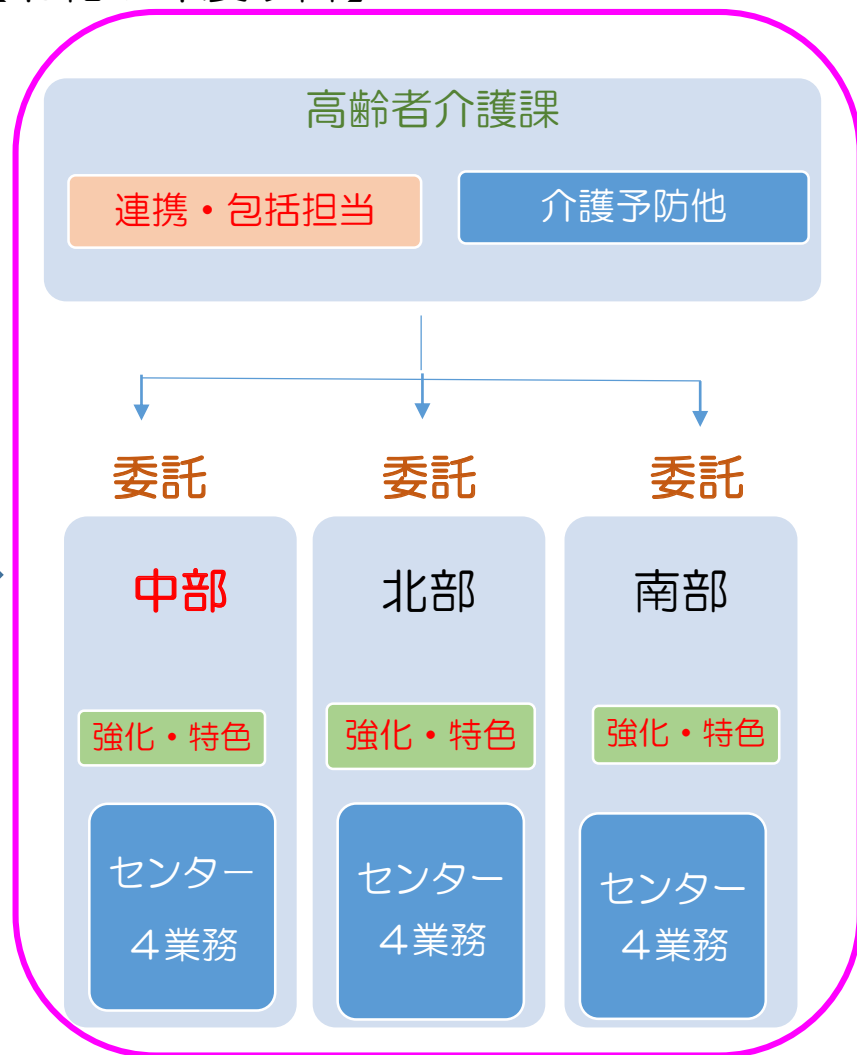 高齢者介護課
連携・包括担当
介護予防他
委託
委託
委託
中部
北部
南部
強化・特色
強化・特色
強化・特色
センター
４業務
センター
４業務
センター
４業務